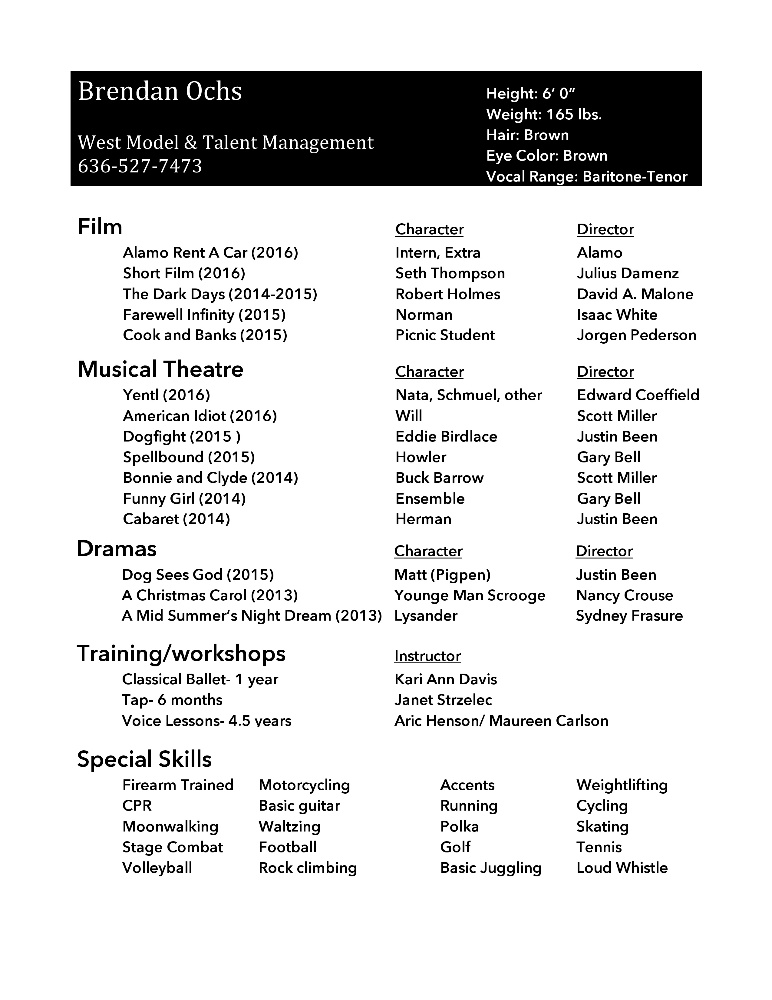 Brendan Ochs
West Model & Talent Management
636-527-7473
Height: 6’ 0”
Weight: 165 lbs.
Hair: Brown
Eye Color: Brown
Vocal Range: Baritone-Tenor
Film Character Director
Alamo Rent A Car (2016) Intern, Extra Alamo
Short Film (2016) Seth Thompson Julius Damenz
The Dark Days (2014-2015) Robert Holmes David A. Malone
Farewell Infinity (2015) Norman Isaac White
Cook and Banks (2015) Picnic Student Jorgen Pederson
Musical Theatre Character Director
Yentl (2016) Nata, Schmuel, other Edward Coeffield
American Idiot (2016) Will Scott Miller
Dogfight (2015 ) Eddie Birdlace Justin Been
Spellbound (2015) Howler Gary Bell
Bonnie and Clyde (2014) Buck Barrow Scott Miller
Funny Girl (2014) Ensemble Gary Bell
Cabaret (2014) Herman Justin Been
Dramas Character Director
Dog Sees God (2015) Matt (Pigpen) Justin Been
A Christmas Carol (2013) Younge Man Scrooge Nancy Crouse
A Mid Summer’s Night Dream (2013) Lysander Sydney Frasure
Training/workshops Instructor
Classical Ballet- 1 year Kari Ann Davis
Tap- 6 months Janet Strzelec
Voice Lessons- 4.5 years Aric Henson/ Maureen Carlson
Special Skills
Firearm Trained Motorcycling Accents Weightlifting
CPR Basic guitar Running Cycling
Moonwalking Waltzing Polka Skating
Stage Combat Football Golf Tennis
Volleyball Rock climbing Basic Juggling Loud Whistle